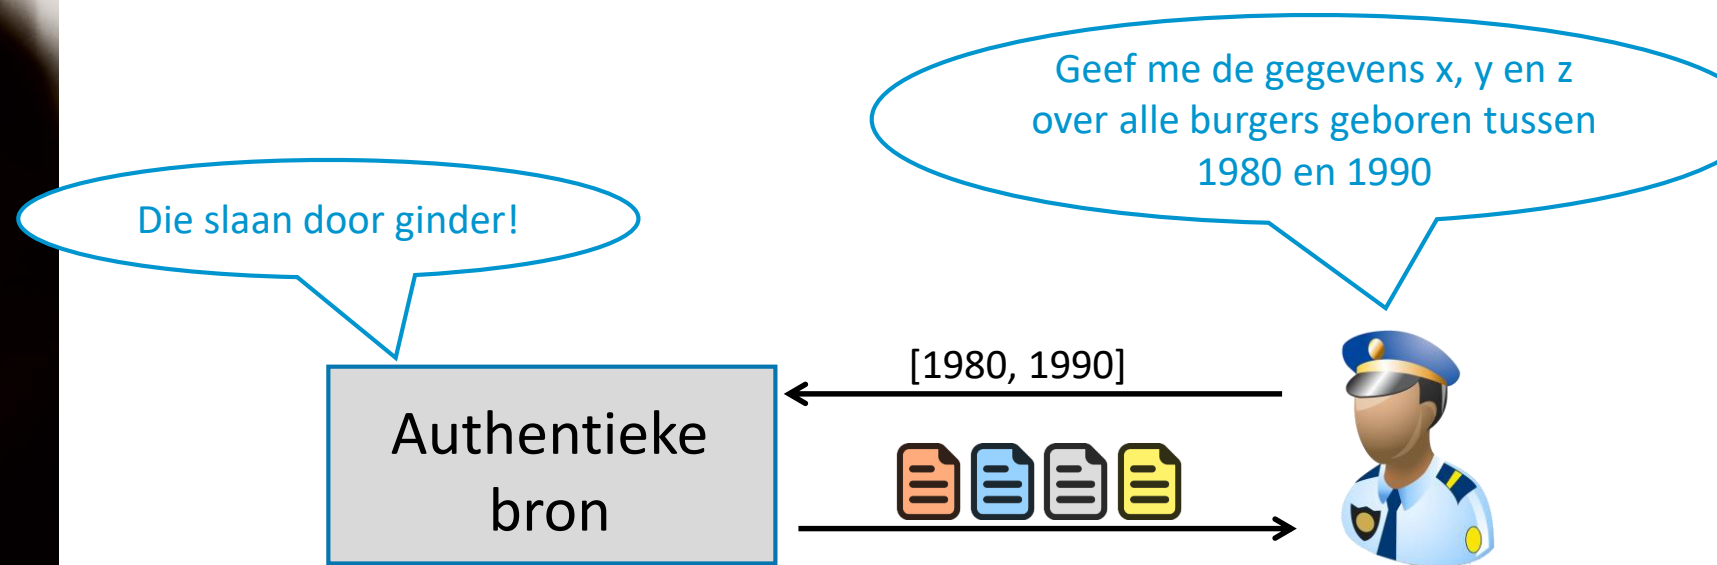 Geef me de gegevens x, y en z
over alle burgers geboren tussen
1980 en 1990
Die slaan door ginder!
[1980, 1990]
Authentieke
bron